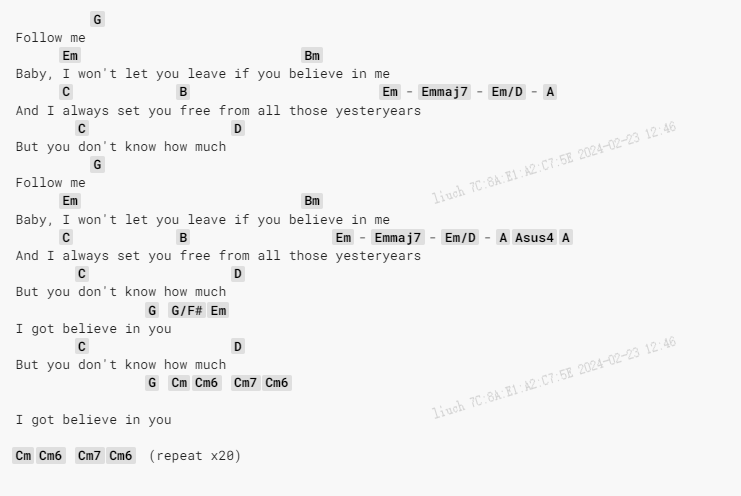 G
Follow me
Em Bm
Baby, I won't let you leave if you believe in me
C B Em - Emmaj7 - Em/D - A
And I always set you free from all those yesteryears
C D
But you don't know how much
G
Follow me
Em Bm
Baby, I won't let you leave if you believe in me
C B Em - Emmaj7 - Em/D - A Asus4 A
And I always set you free from all those yesteryears
C D
But you don't know how much
G G/F# Em
I got believe in you
C D
But you don't know how much
G Cm Cm6 Cm7 Cm6
I got believe in you
Cm Cm6 Cm7 Cm6 (repeat x20)
liuch 7C:8A:E1:A2:C7:5E 2024-02-23 12:46
liuch 7C:8A:E1:A2:C7:5E 2024-02-23 12:46